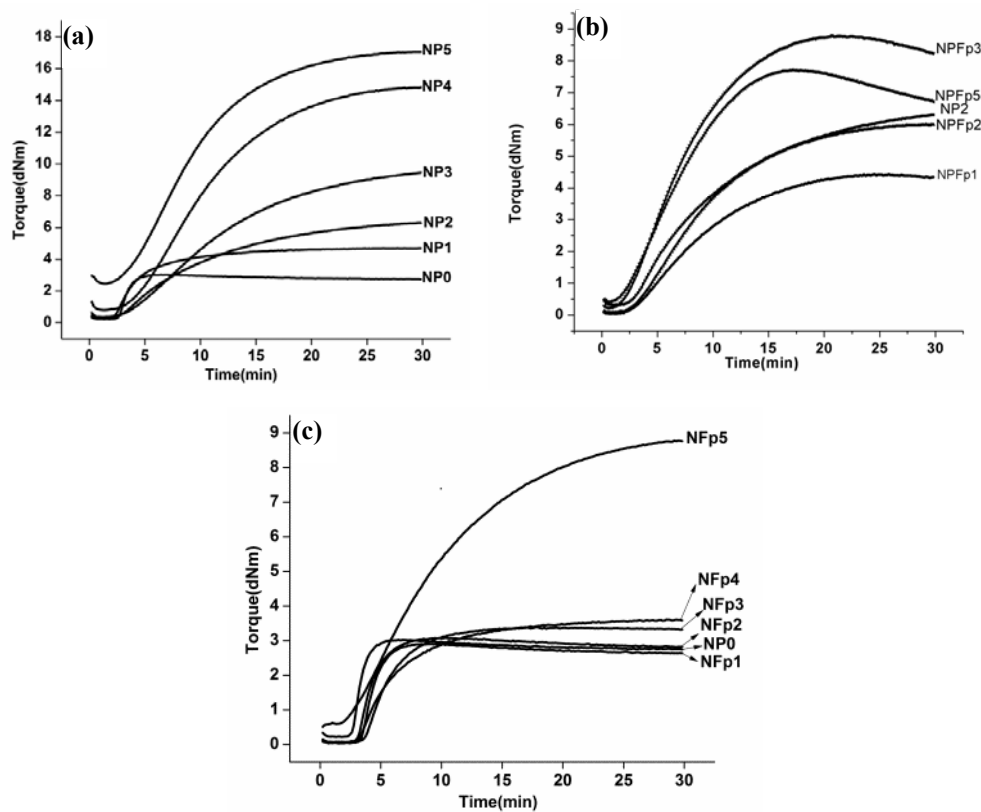 (a)
18
16
14
12
10
8
6
4
2
0
Torque(dNm)
NP5
NP4
NP3
NP2
NP1
NP0
0 5 10 15 20 25 30
Time(min)
(b)
9
8
7
6
5
4
3
2
1
0
Torque(dNm)
NPFp3
NPFp5
NP2
NPFp2
NPFp1
0 5 10 15 20 25 30
Time(min)
(c)
9
8
7
6
5
4
3
2
1
0
Torque(dNm)
NFp5
NFp4
NFp3
NFp2
NP0
NFp1
0 5 10 15 20 25 30
Time(min)